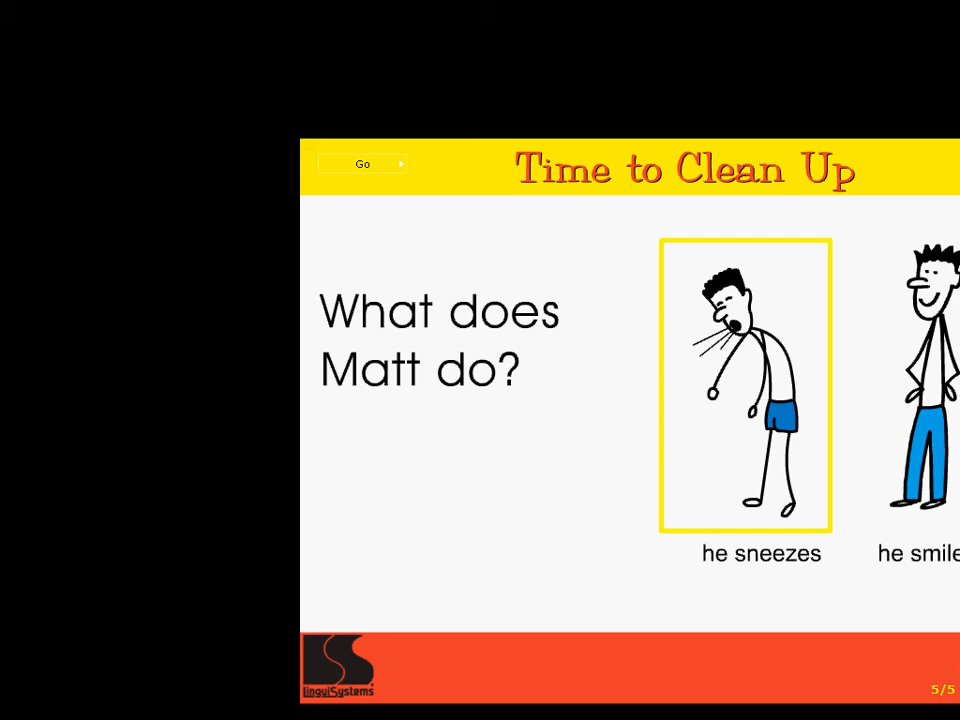 Go
Time to Clean Up
What does
Matt do?
he sneezes
he smile
LinguiSystems
5/5